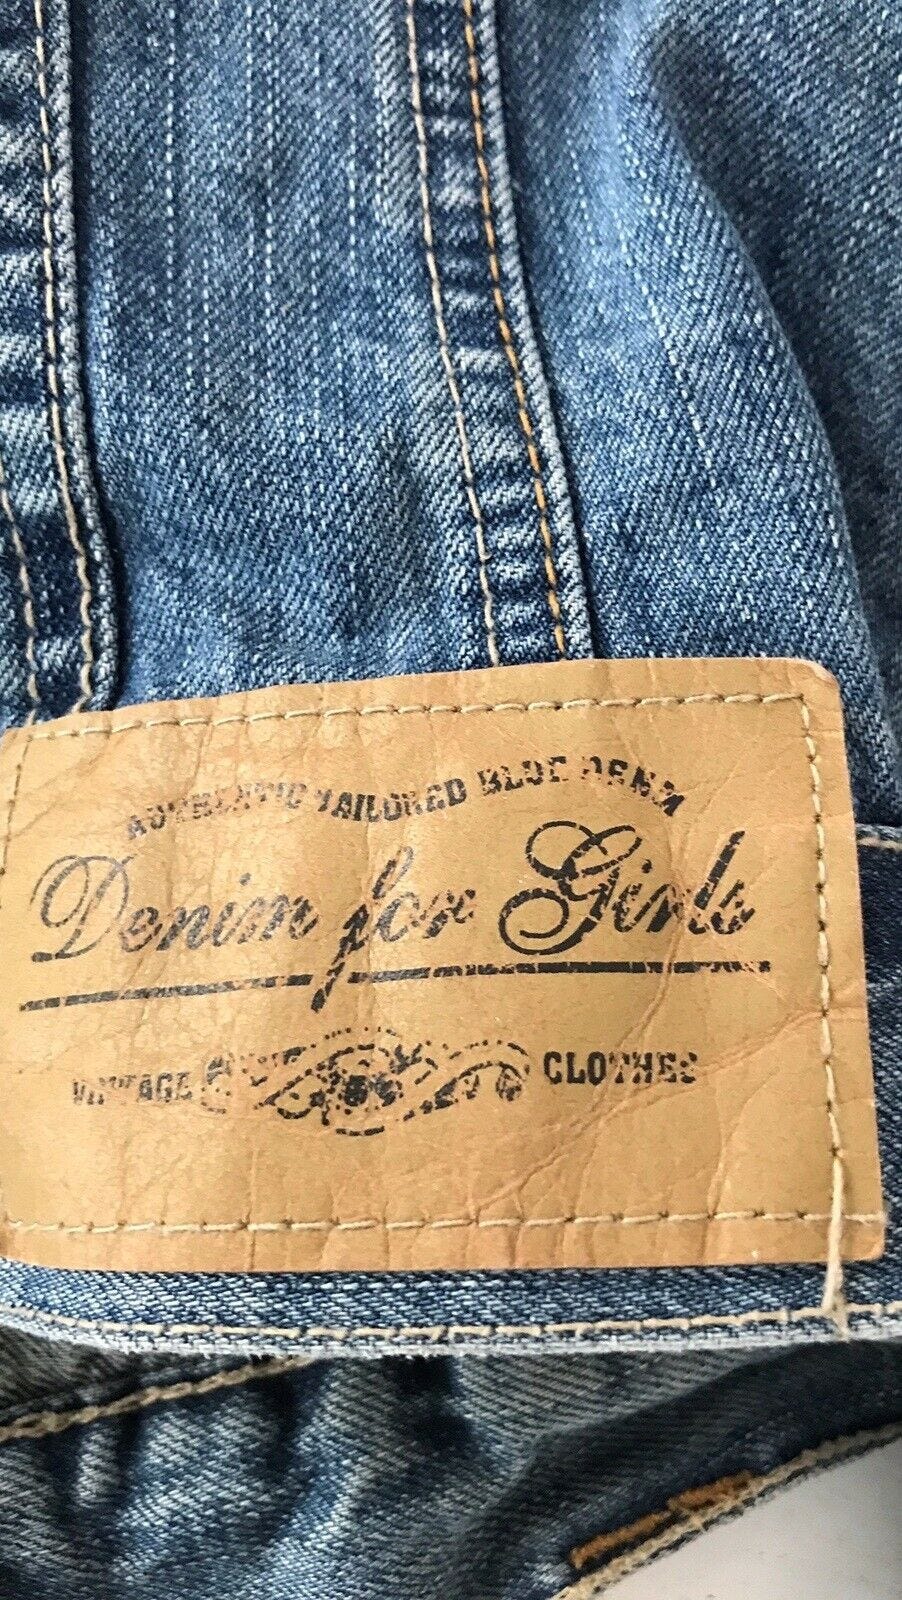 AUTHENTIC TAILORED BLUE DENIM
Denim for Girls
VINTAGE CLOTHES